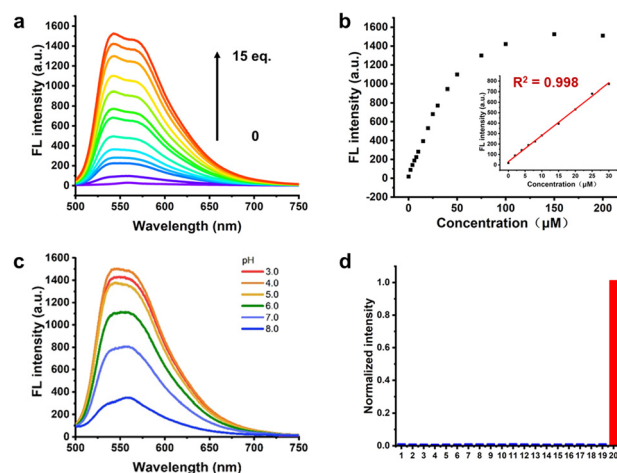 a
FL intensity (a.u.)
1600
1400
1200
1000
800
600
400
200
0
15 eq.
0
500 550 600 650 700 750
Wavelength (nm)
b
FL intensity (a.u.)
1800
1600
1400
1200
1000
800
600
400
200
0
-200
0 50 100 150 200
Concentration (μM)
R² = 0.998
FL intensity (a.u.)
800
700
600
500
400
300
200
100
0
0 5 10 15 20 25 30
Concentration (μM)
c
FL intensity (a.u.)
1600
1400
1200
1000
800
600
400
200
0
pH
3.0
4.0
5.0
6.0
7.0
8.0
500 550 600 650 700 750
Wavelength (nm)
d
Normalized intensity
1.0
0.8
0.6
0.4
0.2
0.0
1 2 3 4 5 6 7 8 9 10 11 12 13 14 15 16 17 18 19 20